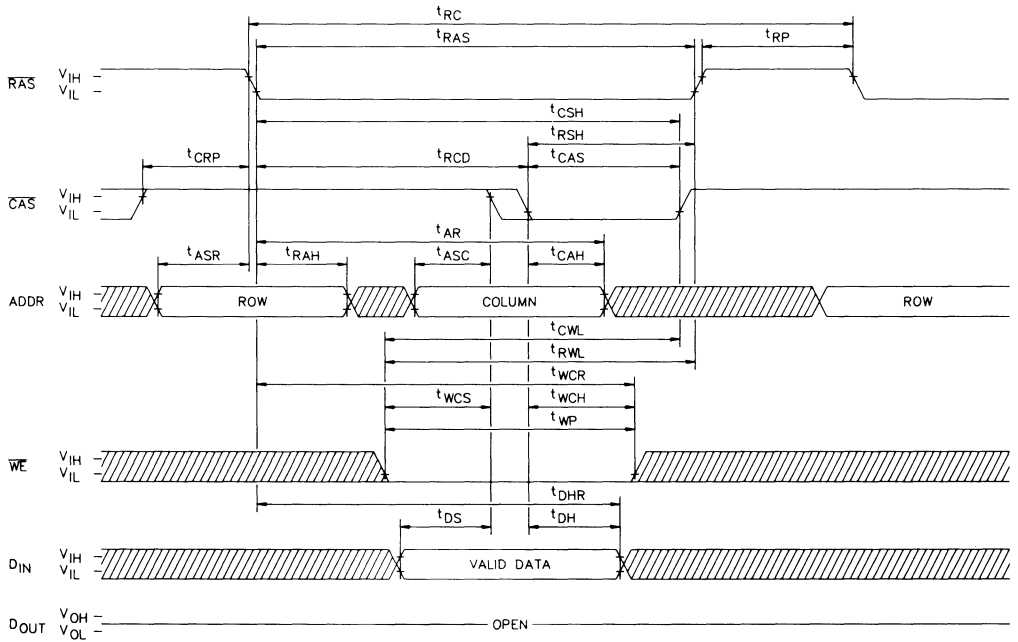 tRC
tRAS tRP
RAS VIH
VIL
tCSH
tRSH
tCRP tRCD tCAS
CAS VIH
VIL
tAR
tASR tRAH tASC tCAH
ADDR VIH
VIL
ROW COLUMN ROW
tCWL
tRWL
tWCR
tWCS tWCH
tWP
WE VIH
VIL
tDHR
tDS tDH
DIN VIH
VIL
VALID DATA
DOUT VOH
VOL
OPEN